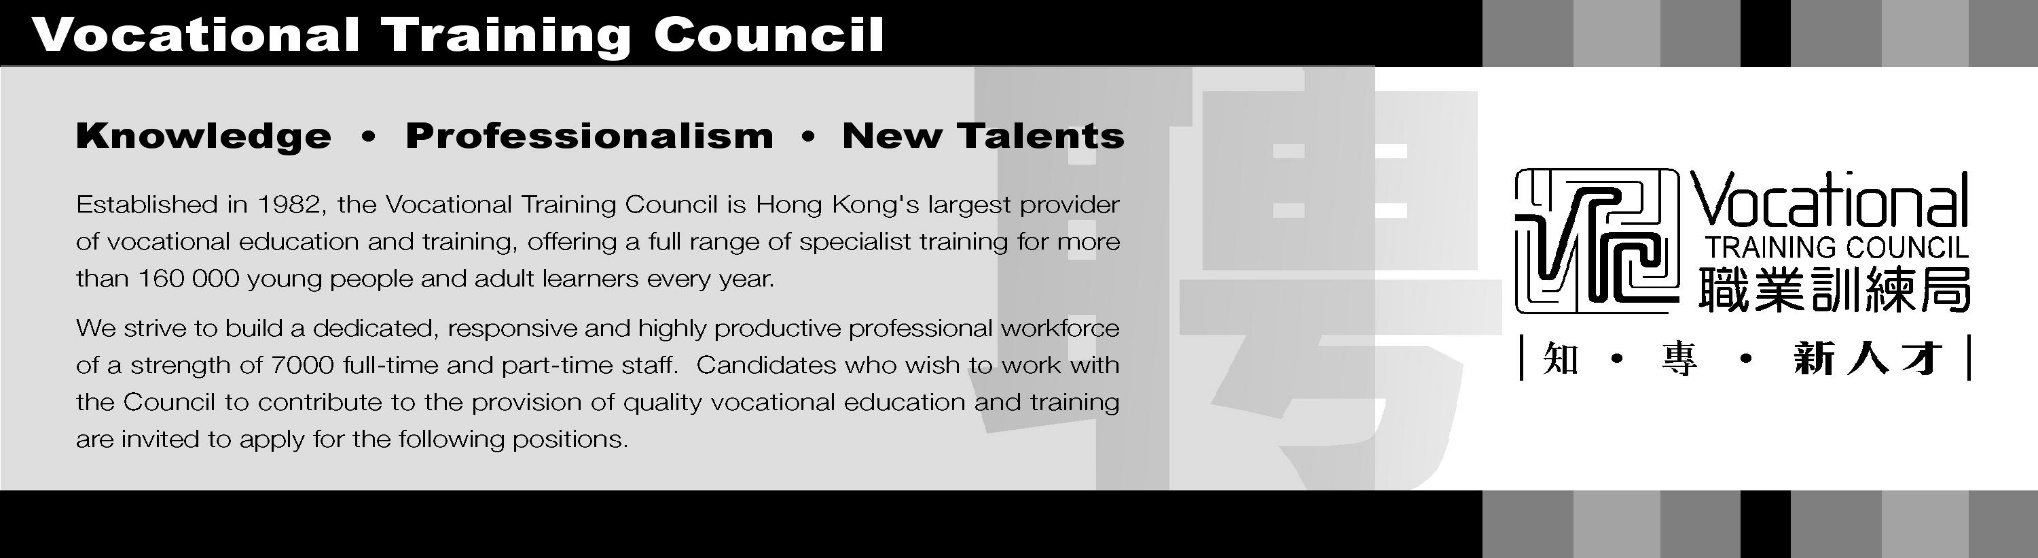 Vocational Training Council
Knowledge • Professionalism • New Talents
Established in 1982, the Vocational Training Council is Hong Kong's largest provider
of vocational education and training, offering a full range of specialist training for more
than 160 000 young people and adult learners every year.
We strive to build a dedicated, responsive and highly productive professional workforce
of a strength of 7000 full-time and part-time staff. Candidates who wish to work with
the Council to contribute to the provision of quality vocational education and training
are invited to apply for the following positions.
聘
Vocational
TRAINING COUNCIL
職業訓練局
知 • 專 • 新人才